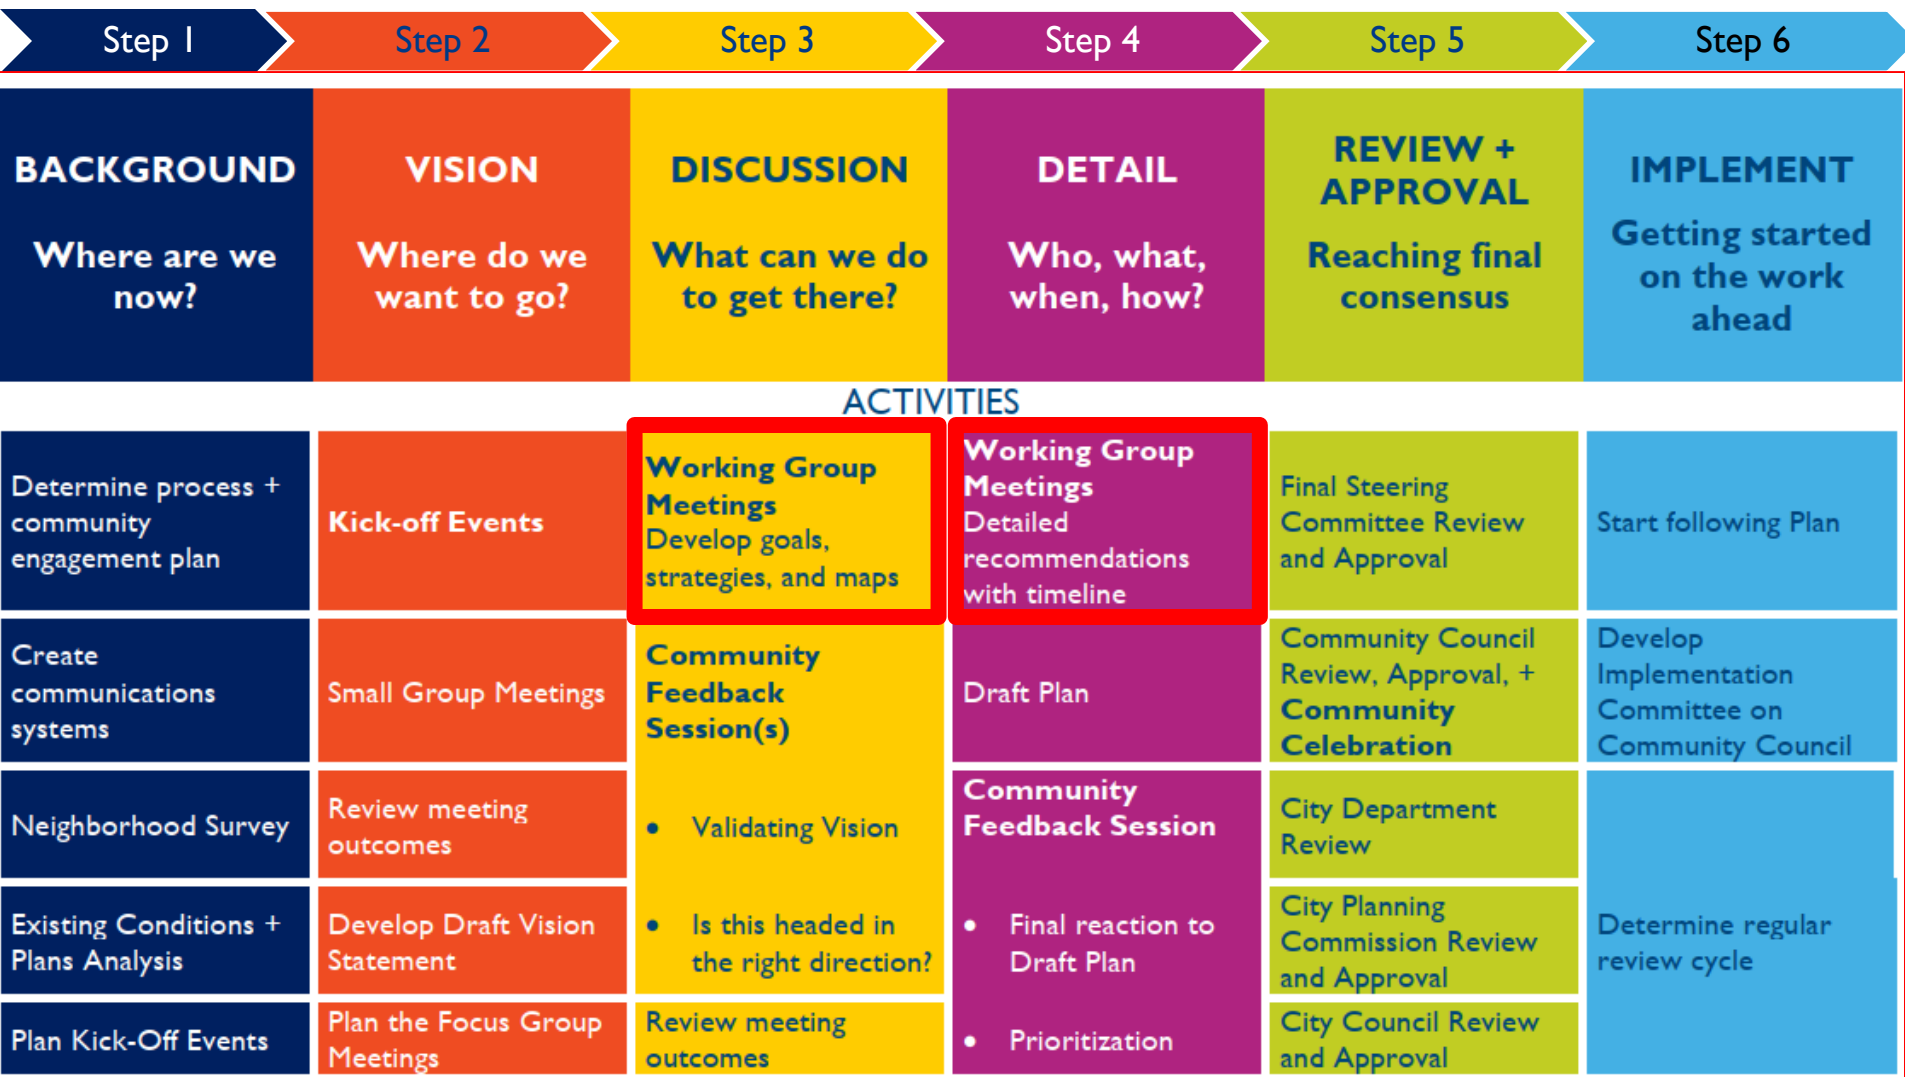 Step 1
Step 2
Step 3
Step 4
Step 5
Step 6
BACKGROUND
Where are we
now?
VISION
Where do we
want to go?
DISCUSSION
What can we do
to get there?
DETAIL
Who, what,
when, how?
REVIEW +
APPROVAL
Reaching final
consensus
IMPLEMENT
Getting started
on the work
ahead
ACTIVITIES
Determine process +
community
engagement plan
Kick-off Events
Working Group
Meetings
Develop goals,
strategies, and maps
Working Group
Meetings
Detailed
recommendations
with timeline
Final Steering
Committee Review
and Approval
Start following Plan
Create
communications
systems
Small Group Meetings
Community
Feedback
Session(s)
Draft Plan
Community Council
Review, Approval, +
Community
Celebration
Develop
Implementation
Committee on
Community Council
Neighborhood Survey
Review meeting
outcomes
• Validating Vision
Community
Feedback Session
City Department
Review
Existing Conditions +
Plans Analysis
Develop Draft Vision
Statement
• Is this headed in
the right direction?
• Final reaction to
Draft Plan
City Planning
Commission Review
and Approval
Determine regular
review cycle
Plan Kick-Off Events
Plan the Focus Group
Meetings
Review meeting
outcomes
• Prioritization
City Council Review
and Approval